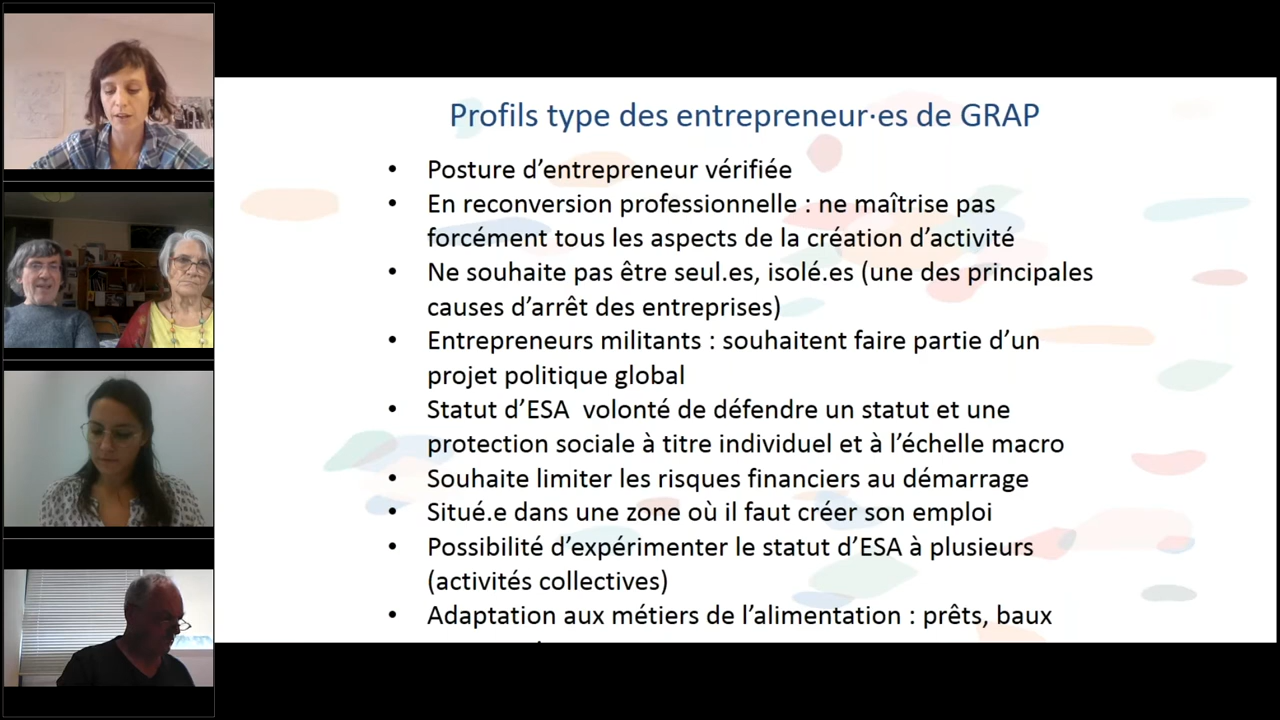 Profils type des entrepreneur·es de GRAP
• Posture d’entrepreneur vérifiée
• En reconversion professionnelle : ne maîtrise pas
forcément tous les aspects de la création d’activité
• Ne souhaite pas être seul.es, isolé.es (une des principales
causes d’arrêt des entreprises)
• Entrepreneurs militants : souhaitent faire partie d’un
projet politique global
• Statut d’ESA  volonté de défendre un statut et une
protection sociale à titre individuel et à l’échelle macro
• Souhaite limiter les risques financiers au démarrage
• Situé.e dans une zone où il faut créer son emploi
• Possibilité d’expérimenter le statut d’ESA à plusieurs
(activités collectives)
• Adaptation aux métiers de l’alimentation : prêts, baux